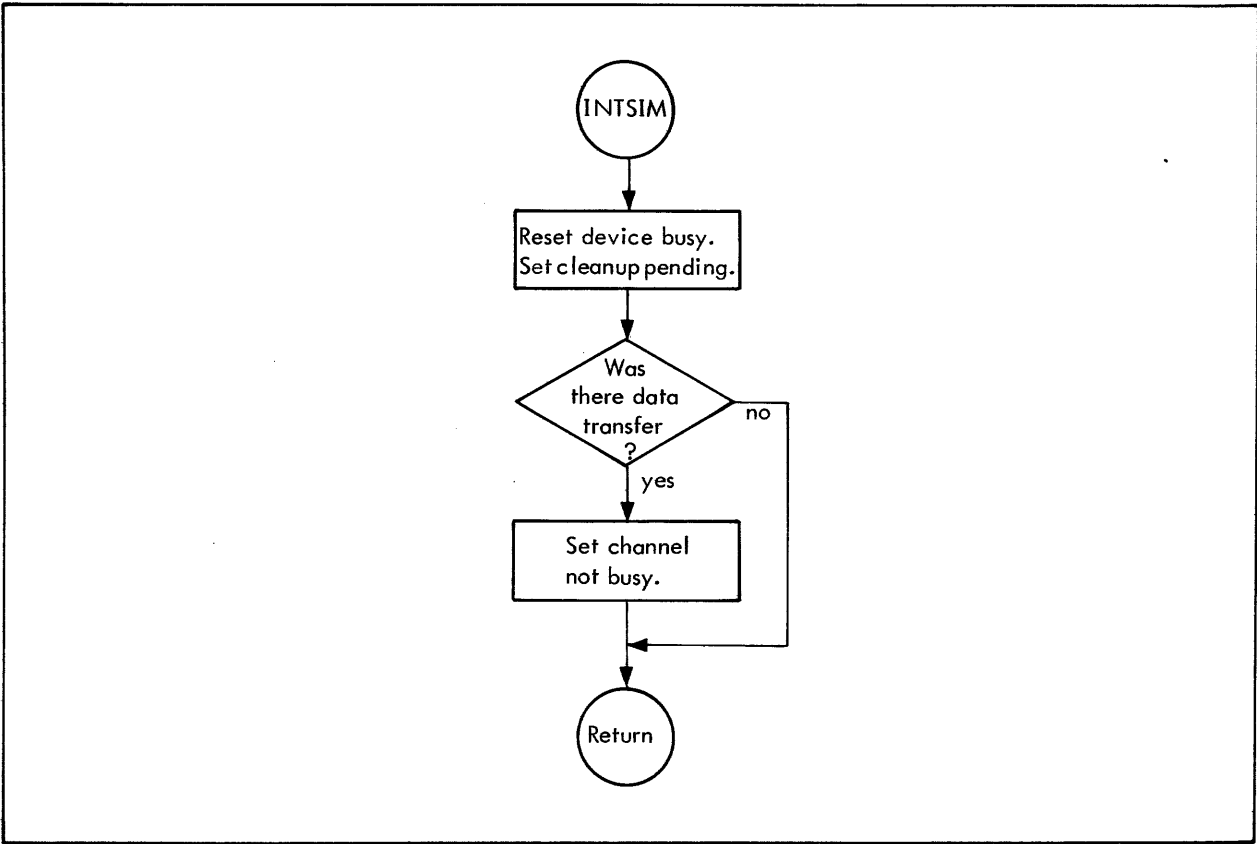 INTSIM
Reset device busy.
Set cleanup pending.
Was
there data
transfer
?
no
yes
Set channel
not busy.
Return